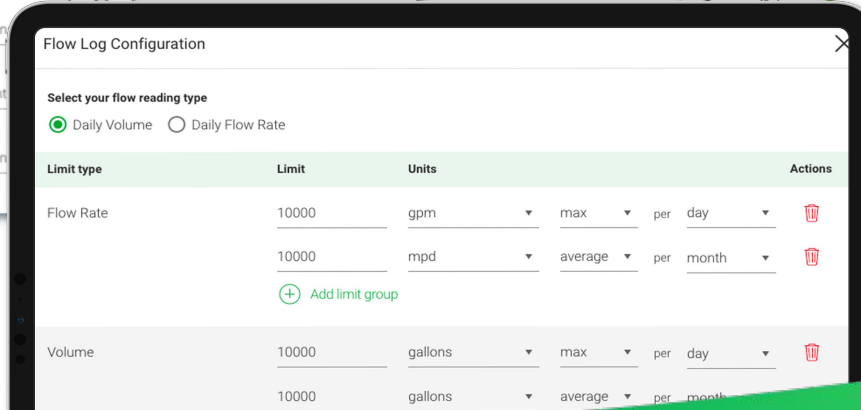 Flow Log Configuration
Select your flow reading type
Daily Volume Daily Flow Rate
Limit type Limit Units Actions
Flow Rate 10000 gpm max per day
10000 mpd average per month
Add limit group
Volume 10000 gallons max per day
10000 gallons average per month